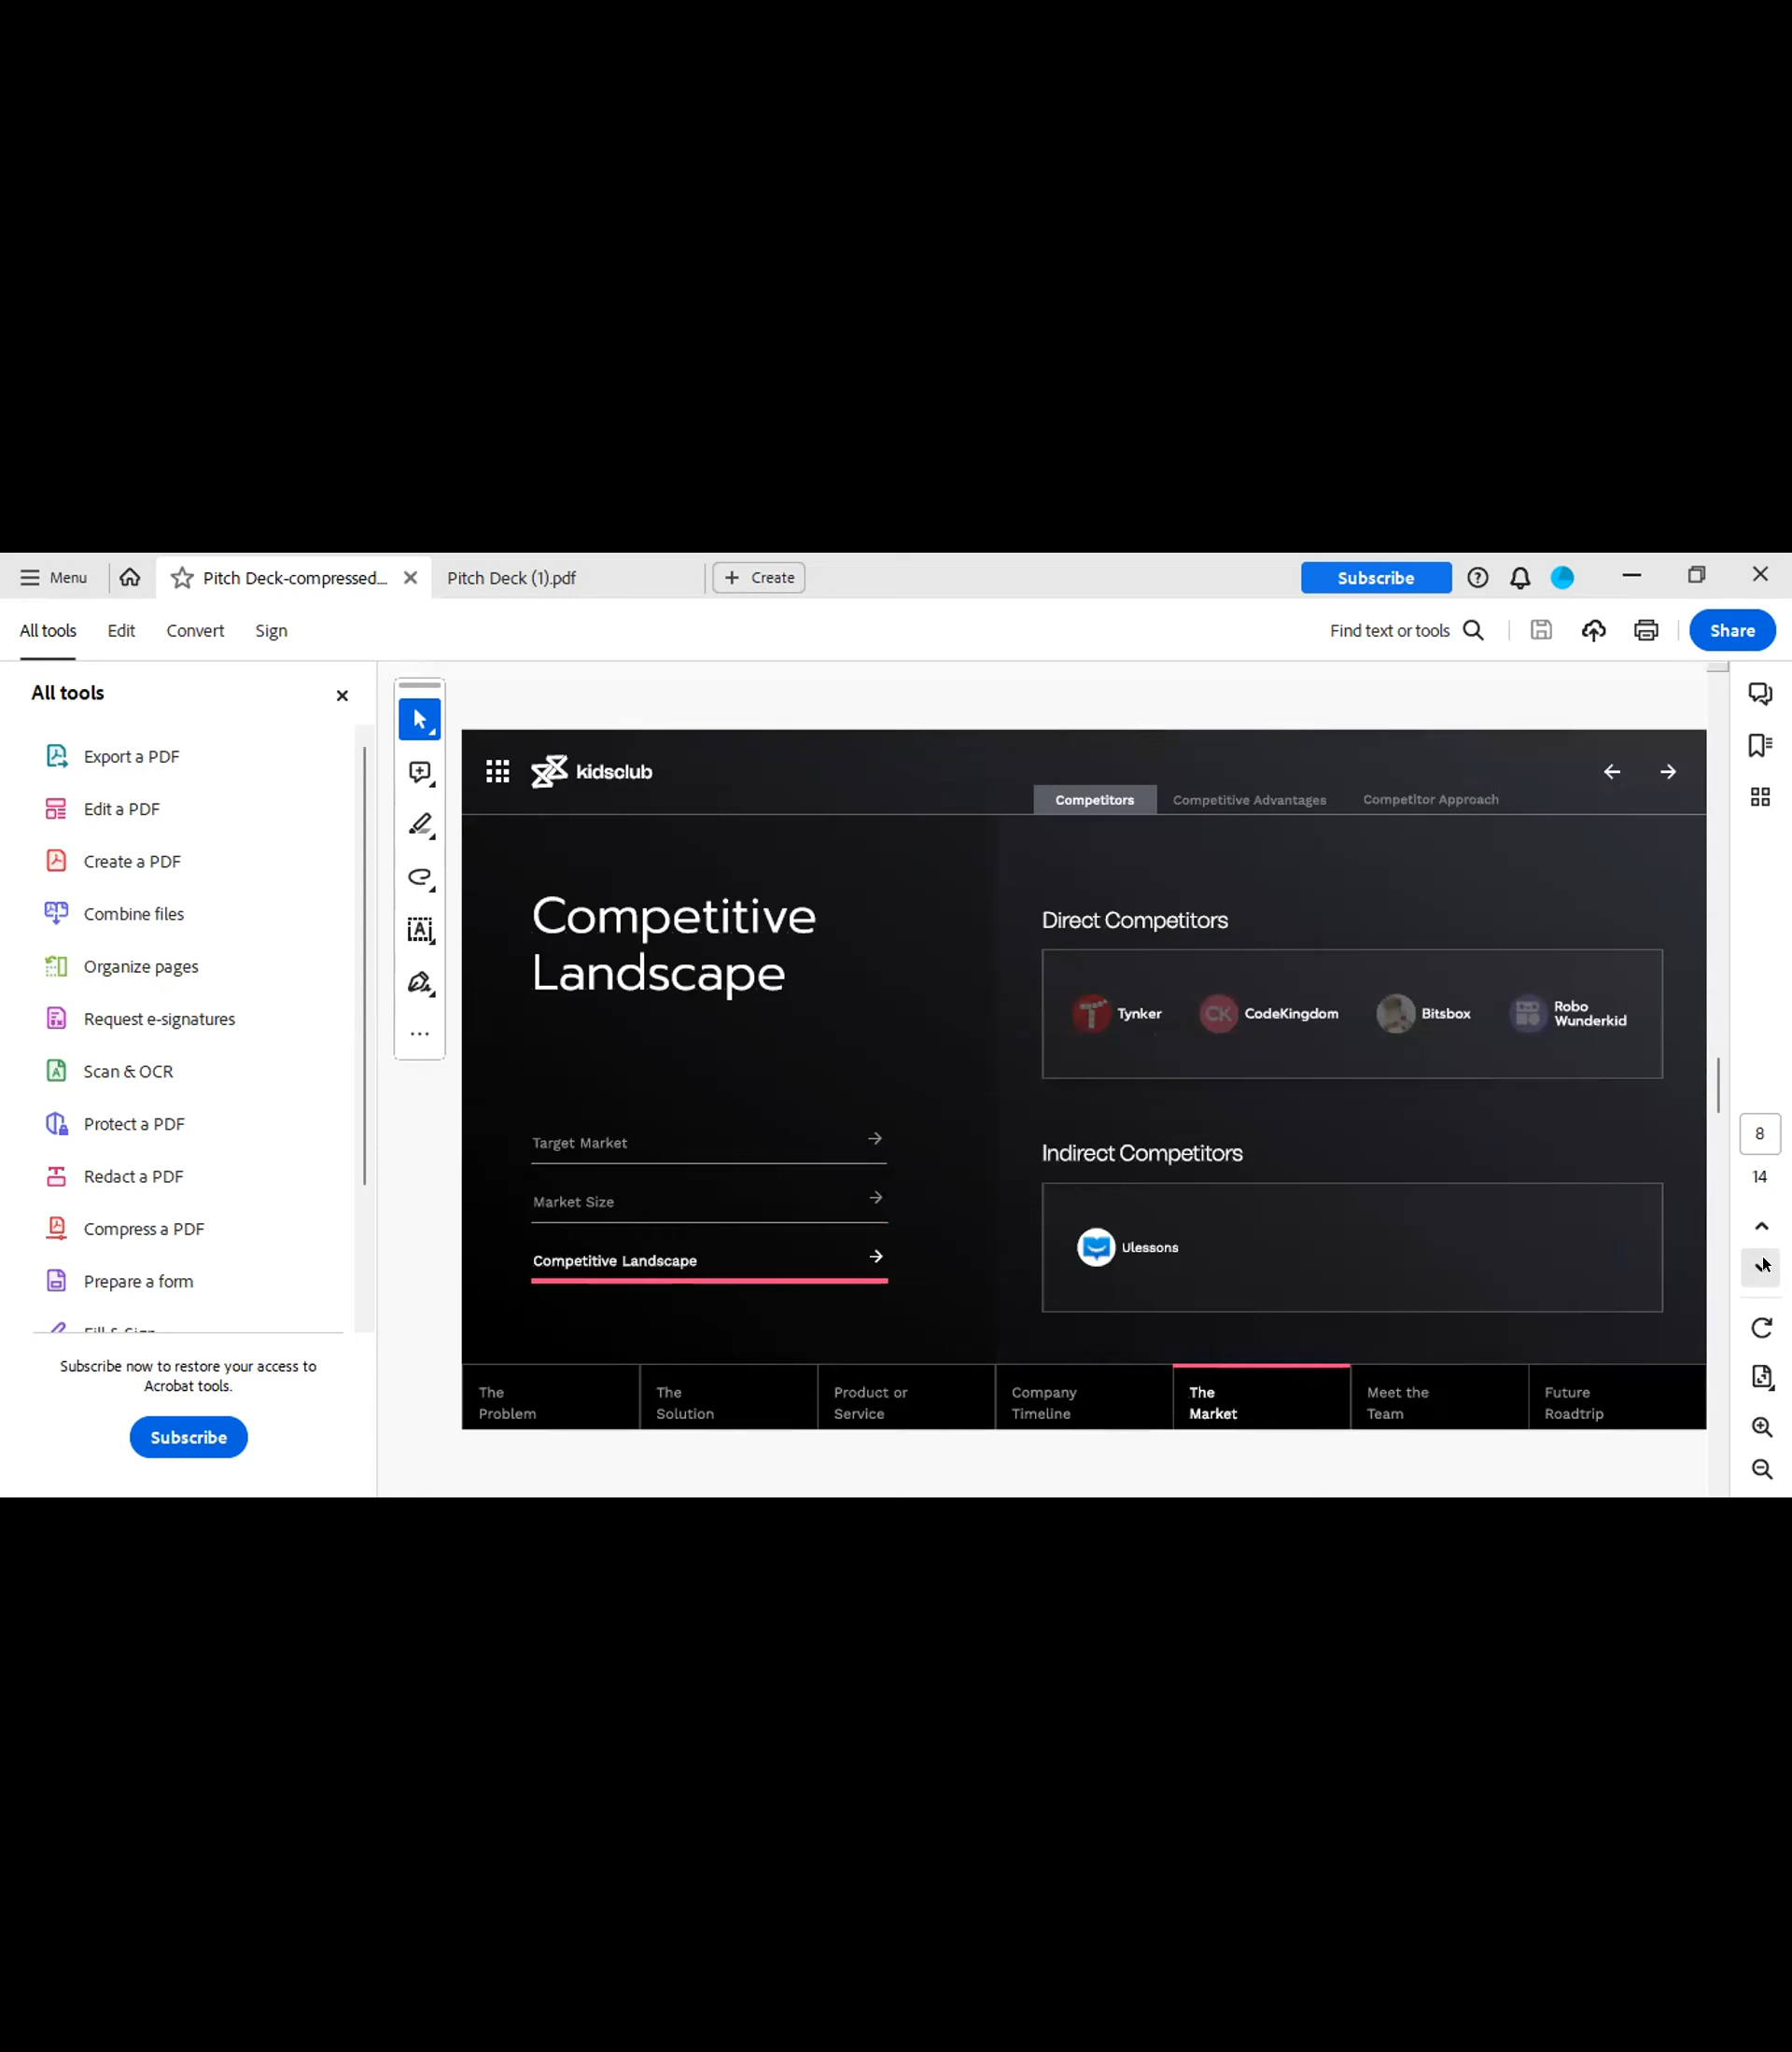 Menu
Pitch Deck-compressed...
Pitch Deck (1).pdf
Create
Subscribe
All tools
Edit
Convert
Sign
Find text or tools
Share
All tools
Export a PDF
Edit a PDF
Create a PDF
Combine files
Organize pages
Request e-signatures
Scan & OCR
Protect a PDF
Redact a PDF
Compress a PDF
Prepare a form
Fill & Sign
Subscribe now to restore your access to
Acrobat tools.
Subscribe
kidsclub
Competitors
Competitive Advantages
Competitor Approach
Competitive
Landscape
Target Market
Market Size
Competitive Landscape
Direct Competitors
Tynker
CK
CodeKingdom
Bitsbox
Robo
Wunderkid
Indirect Competitors
Ulessons
The
Problem
The
Solution
Product or
Service
Company
Timeline
The
Market
Meet the
Team
Future
Roadtrip
8
14